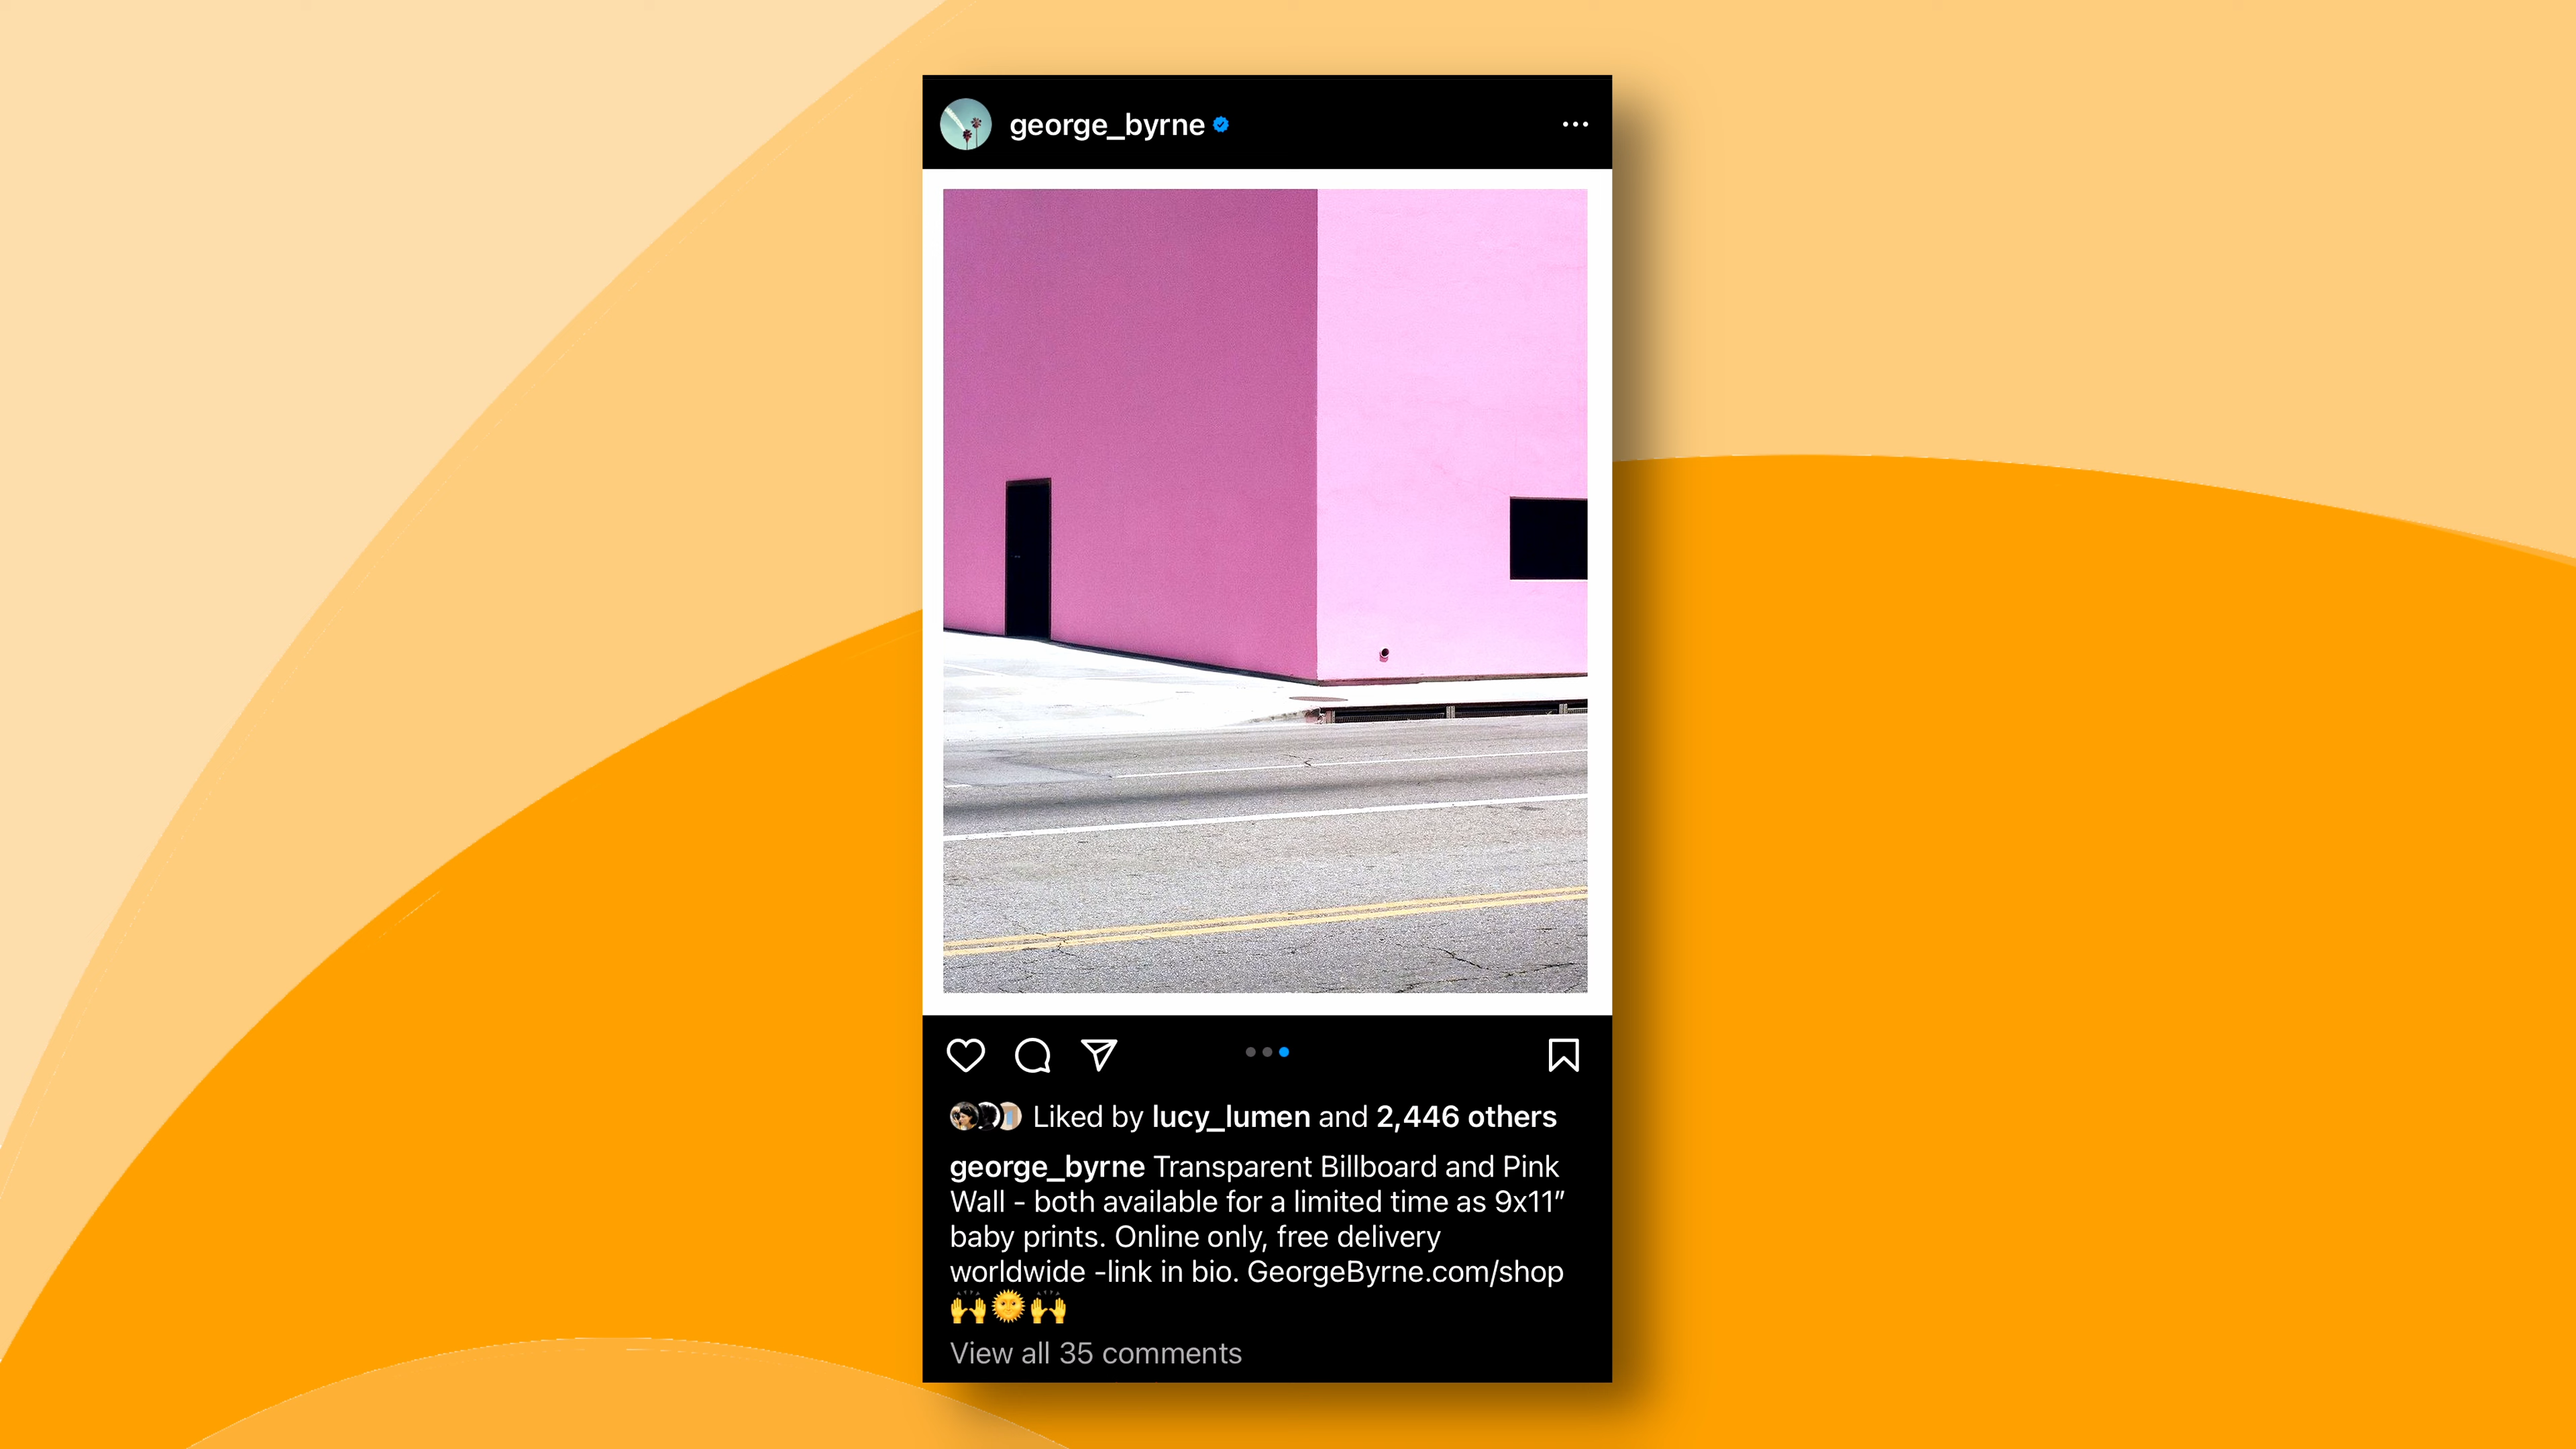 george_byrne
Liked by lucy_lumen and 2,446 others
george_byrne Transparent Billboard and Pink
Wall - both available for a limited time as 9x11”
baby prints. Online only, free delivery
worldwide -link in bio. GeorgeByrne.com/shop
🙌🌞🙌
View all 35 comments